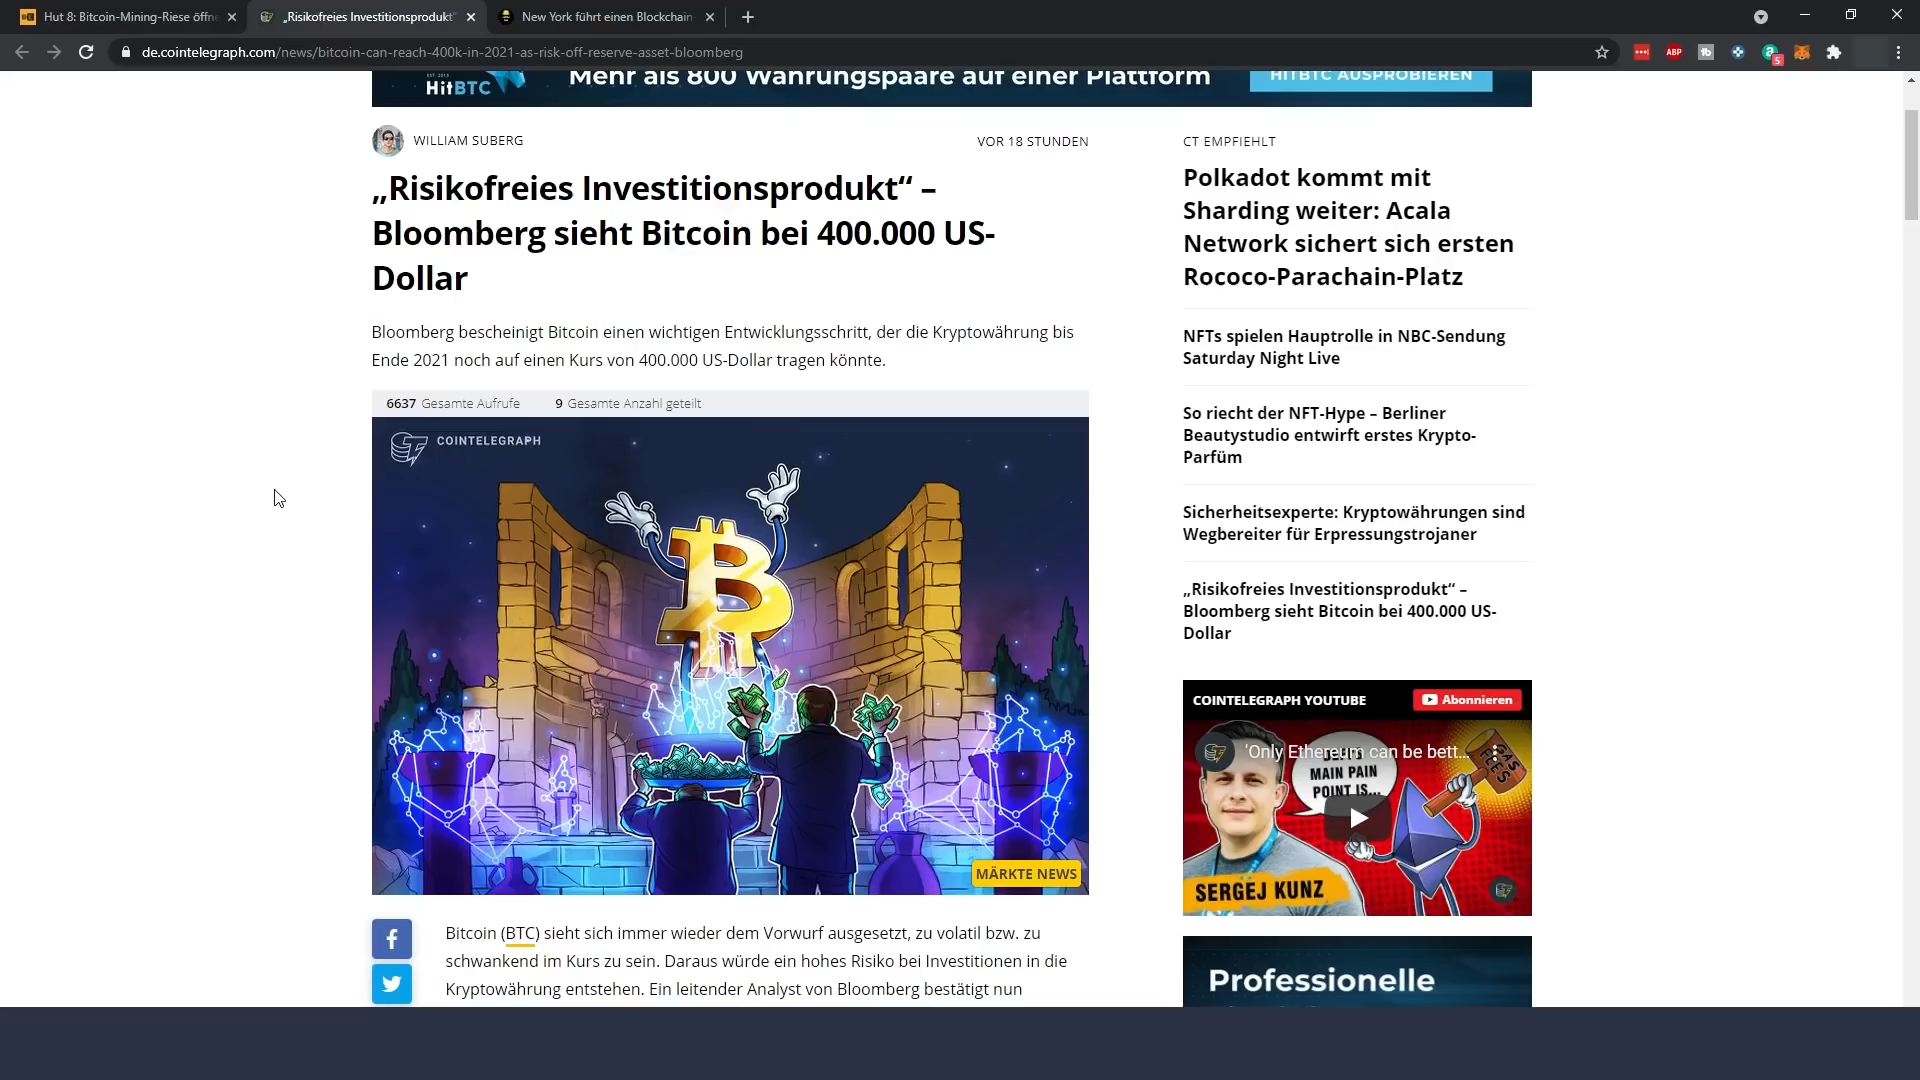 Hut 8: Bitcoin-Mining-Riese öffn
„Risikofreies Investitionsprodukt“
New York führt einen Blockchain-
de.cointelegraph.com/news/bitcoin-can-reach-400k-in-2021-as-risk-off-reserve-asset-bloomberg
ABP
5
HitBTC
Mehr als 800 Währungspaare auf einer Plattform
HITBTC AUSPROBIEREN
WILLIAM SUBERG
VOR 18 STUNDEN
„Risikofreies Investitionsprodukt“ –
Bloomberg sieht Bitcoin bei 400.000 US-
Dollar
Bloomberg bescheinigt Bitcoin einen wichtigen Entwicklungsschritt, der die Kryptowährung bis
Ende 2021 noch auf einen Kurs von 400.000 US-Dollar tragen könnte.
6637 Gesamte Aufrufe
9 Gesamte Anzahl geteilt
COINTELEGRAPH
MÄRKTE NEWS
Bitcoin (BTC) sieht sich immer wieder dem Vorwurf ausgesetzt, zu volatil bzw. zu
schwankend im Kurs zu sein. Daraus würde ein hohes Risiko bei Investitionen in die
Kryptowährung entstehen. Ein leitender Analyst von Bloomberg bestätigt nun
CT EMPFIEHLT
Polkadot kommt mit
Sharding weiter: Acala
Network sichert sich ersten
Rococo-Parachain-Platz
NFTs spielen Hauptrolle in NBC-Sendung
Saturday Night Live
So riecht der NFT-Hype – Berliner
Beautystudio entwirft erstes Krypto-
Parfüm
Sicherheitsexperte: Kryptowährungen sind
Wegbereiter für Erpressungstrojaner
„Risikofreies Investitionsprodukt“ –
Bloomberg sieht Bitcoin bei 400.000 US-
Dollar
COINTELEGRAPH YOUTUBE
Abonnieren
'Only Ethereum can be bett...
MAIN PAIN
POINT IS...
GAS
FEES
SERGEJ KUNZ
Professionelle